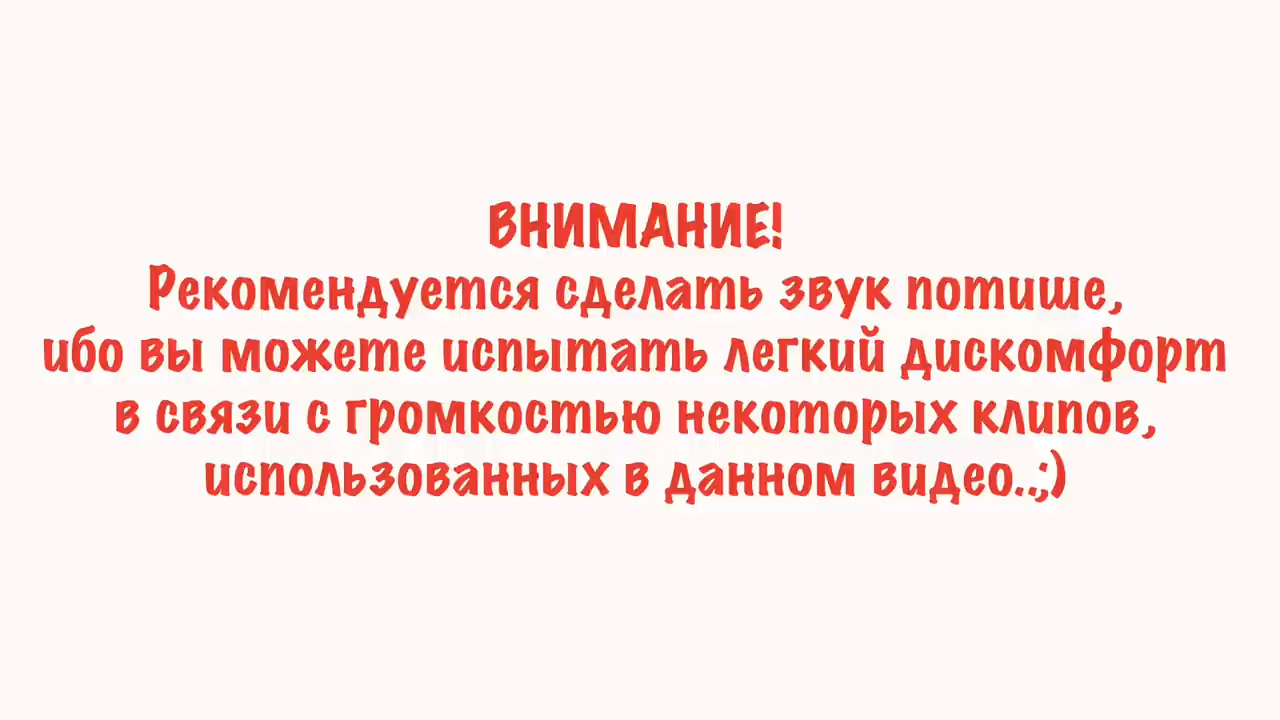 ВНИМАНИЕ!
Рекомендуется сделать звук потише,
ибо вы можете испытать легкий дискомфорт
в связи с громкостью некоторых клипов,
использованных в данном видео..;)